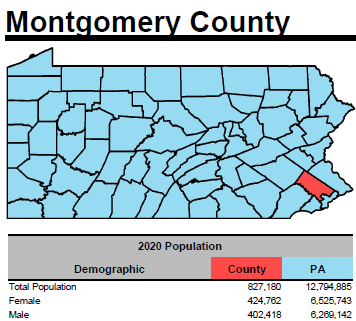 Montgomery County
2020 Population
Demographic County PA
Total Population 827,180 12,794,885
Female 424,762 6,525,743
Male 402,418 6,269,142